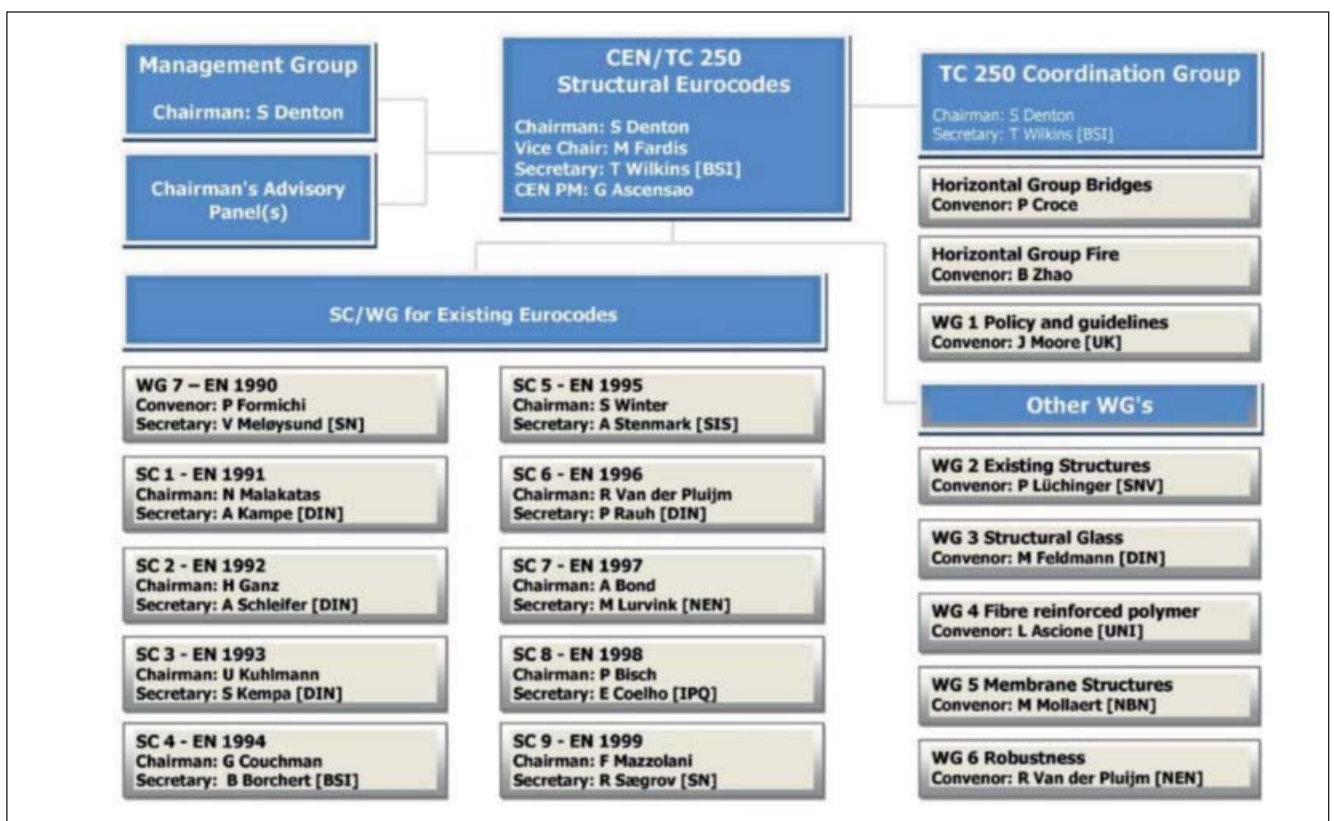 Management Group
Chairman: S Denton
Chairman's Advisory
Panel(s)
CEN/TC 250
Structural Eurocodes
Chairman: S Denton
Vice Chair: M Fardis
Secretary: T Wilkins [BSI]
CEN PM: G Ascensao
TC 250 Coordination Group
Chairman: S Denton
Secretary: T Wilkins [BSI]
Horizontal Group Bridges
Convenor: P Croce
Horizontal Group Fire
Convenor: B Zhao
WG 1 Policy and guidelines
Convenor: J Moore [UK]
SC/WG for Existing Eurocodes
WG 7 – EN 1990
Convenor: P Formichi
Secretary: V Meløysund [SN]
SC 1 - EN 1991
Chairman: N Malakatas
Secretary: A Kampe [DIN]
SC 2 - EN 1992
Chairman: H Ganz
Secretary: A Schleifer [DIN]
SC 3 - EN 1993
Chairman: U Kuhlmann
Secretary: S Kempa [DIN]
SC 4 - EN 1994
Chairman: G Couchman
Secretary: B Borchert [BSI]
SC 5 - EN 1995
Chairman: S Winter
Secretary: A Stenmark [SIS]
SC 6 - EN 1996
Chairman: R Van der Pluijm
Secretary: P Rauh [DIN]
SC 7 - EN 1997
Chairman: A Bond
Secretary: M Lurvink [NEN]
SC 8 - EN 1998
Chairman: P Bisch
Secretary: E Coelho [IPQ]
SC 9 - EN 1999
Chairman: F Mazzolani
Secretary: R Sægrov [SN]
Other WG's
WG 2 Existing Structures
Convenor: P Lüchinger [SNV]
WG 3 Structural Glass
Convenor: M Feldmann [DIN]
WG 4 Fibre reinforced polymer
Convenor: L Ascione [UNI]
WG 5 Membrane Structures
Convenor: M Mollaert [NBN]
WG 6 Robustness
Convenor: R Van der Pluijm [NEN]